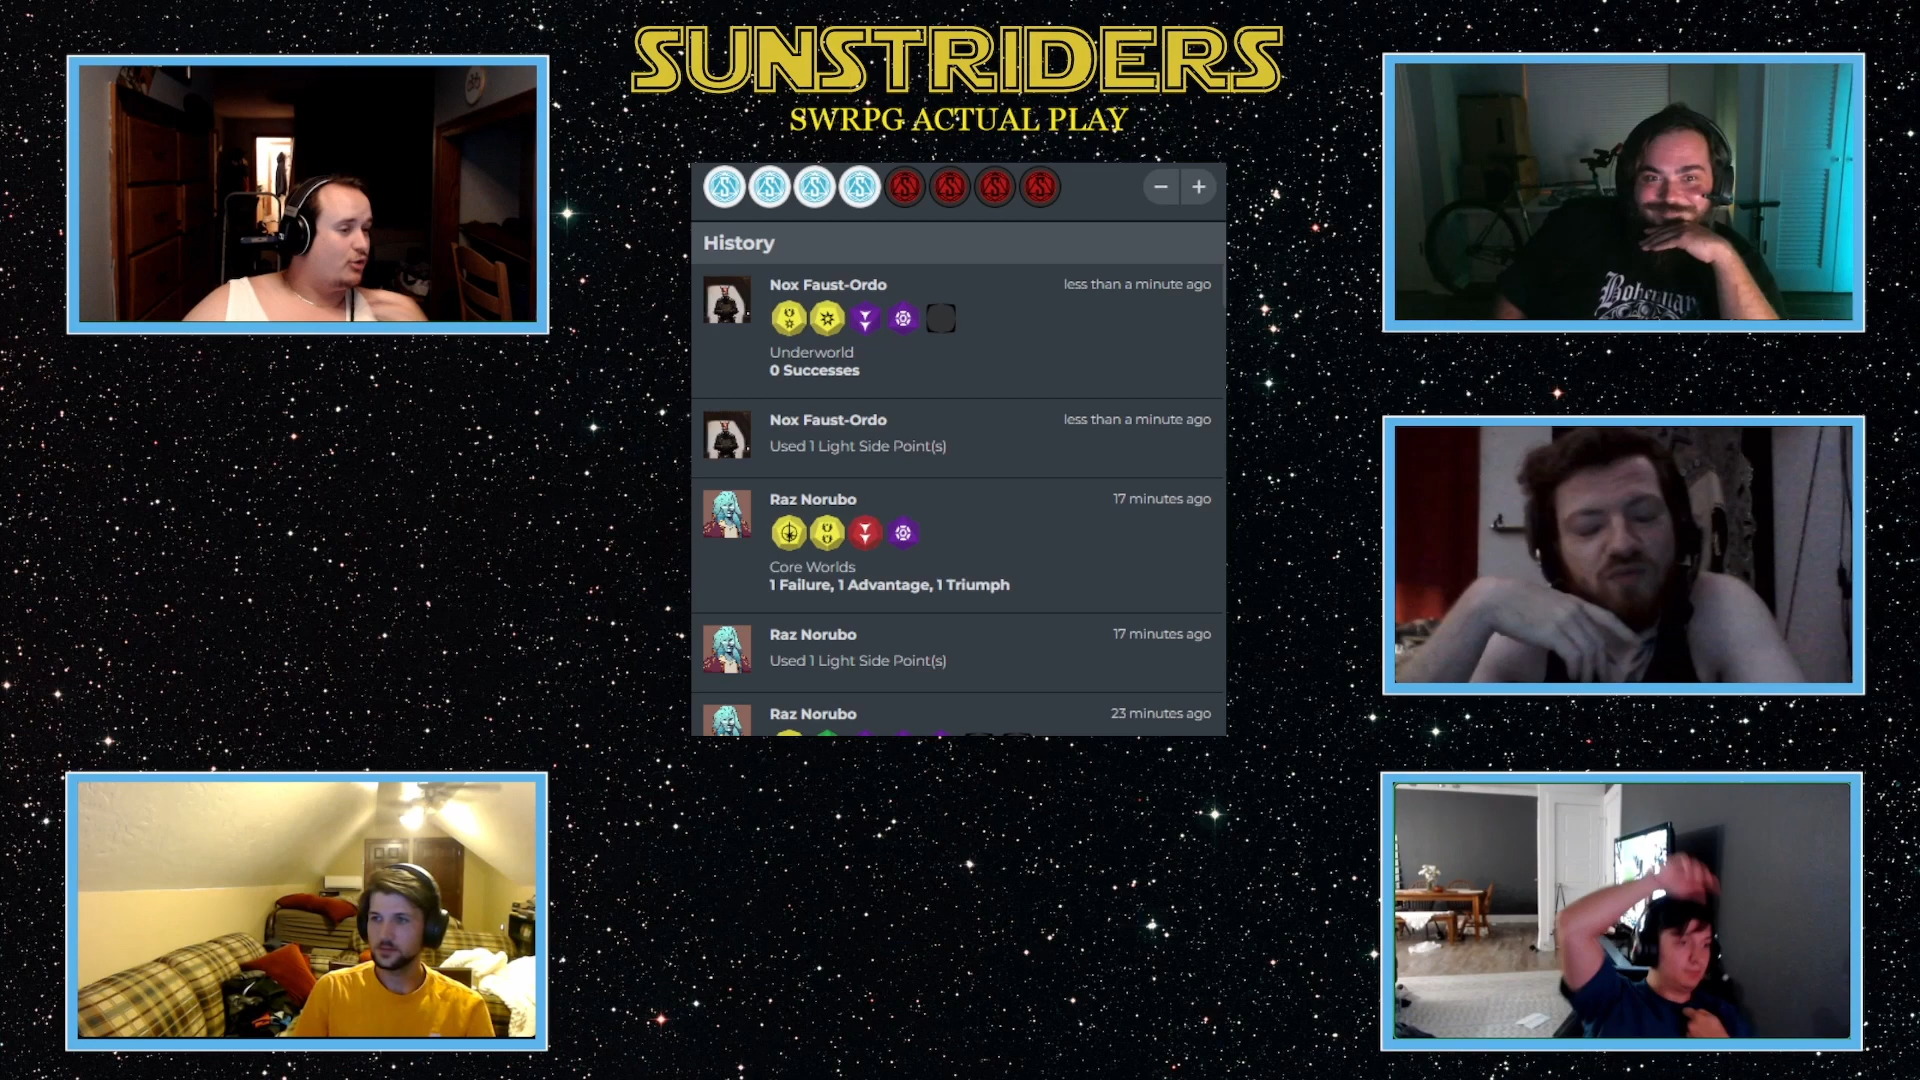 SUNSTRIDERS
SWRPG ACTUAL PLAY
History
Nox Faust-Ordo
less than a minute ago
Underworld
0 Successes
Nox Faust-Ordo
less than a minute ago
Used 1 Light Side Point(s)
Raz Norubo
17 minutes ago
Core Worlds
1 Failure, 1 Advantage, 1 Triumph
Raz Norubo
17 minutes ago
Used 1 Light Side Point(s)
Raz Norubo
23 minutes ago
Bohemian